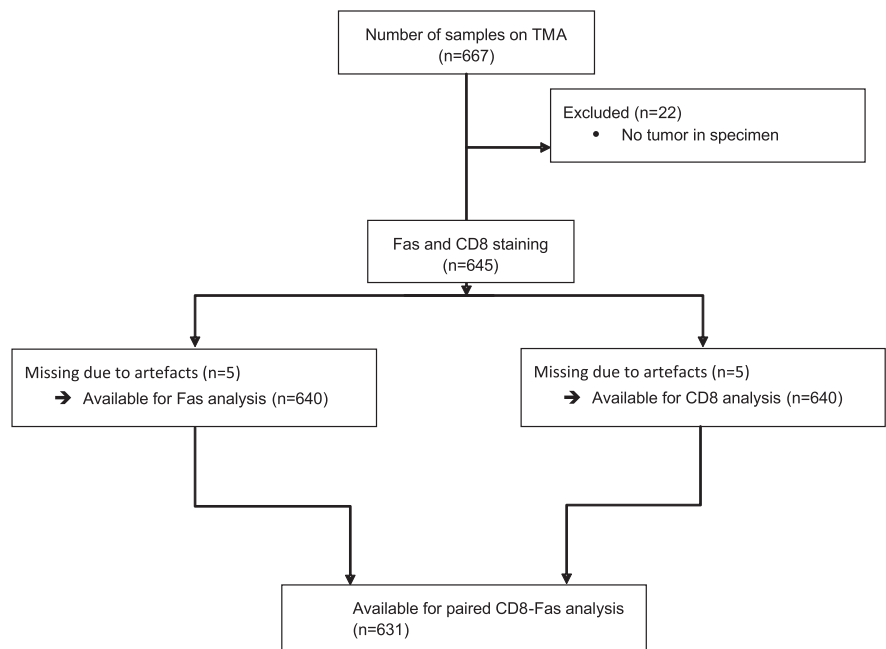 Number of samples on TMA
(n=667)
Excluded (n=22)
• No tumor in specimen
Fas and CD8 staining
(n=645)
Missing due to artefacts (n=5)
➔ Available for Fas analysis (n=640)
Missing due to artefacts (n=5)
➔ Available for CD8 analysis (n=640)
Available for paired CD8-Fas analysis
(n=631)